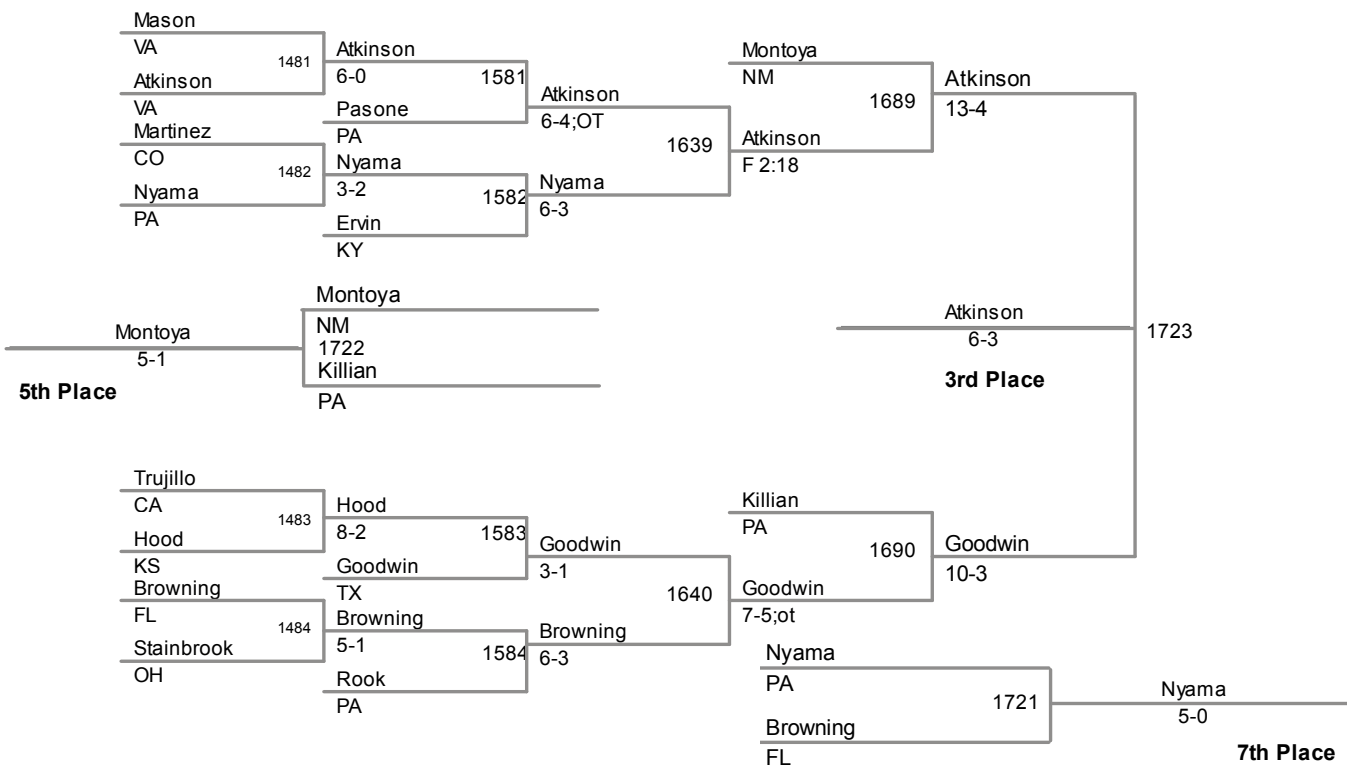 Mason
VA
1481
Atkinson
VA
Atkinson
6-0
1581
Pasone
PA
Martinez
CO
1482
Nyama
PA
Nyama
3-2
1582
Ervin
KY
Atkinson
6-4;OT
1639
Nyama
6-3
Montoya
NM
1689
Atkinson
F 2:18
Atkinson
13-4
Montoya
5-1
5th Place
Montoya
NM
1722
Killian
PA
Atkinson
6-3
3rd Place
1723
Trujillo
CA
1483
Hood
KS
Hood
8-2
1583
Goodwin
TX
Browning
FL
1484
Stainbrook
OH
Browning
5-1
1584
Rook
PA
Goodwin
3-1
1640
Browning
6-3
Killian
PA
1690
Goodwin
7-5;ot
Goodwin
10-3
Nyama
PA
1721
Browning
FL
Nyama
5-0
7th Place